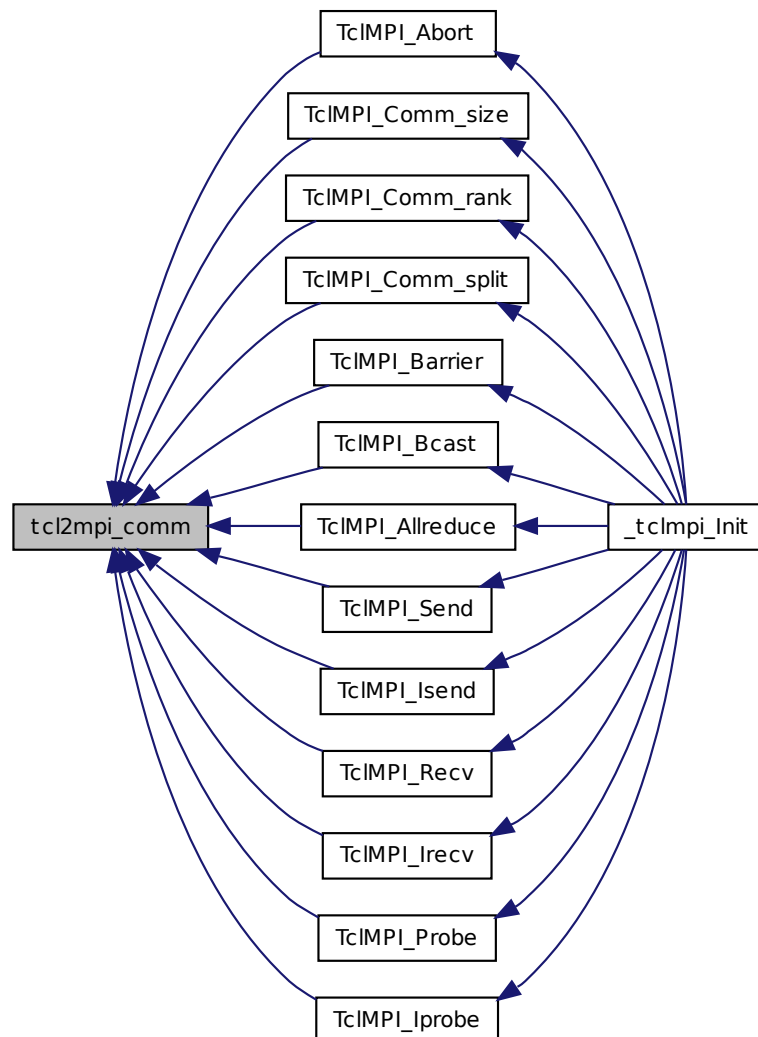 TclMPI_Abort
TclMPI_Comm_size
TclMPI_Comm_rank
TclMPI_Comm_split
TclMPI_Barrier
TclMPI_Bcast
tcl2mpi_comm
TclMPI_Allreduce
_tclmpi_Init
TclMPI_Send
TclMPI_Isend
TclMPI_Recv
TclMPI_Irecv
TclMPI_Probe
TclMPI_Iprobe